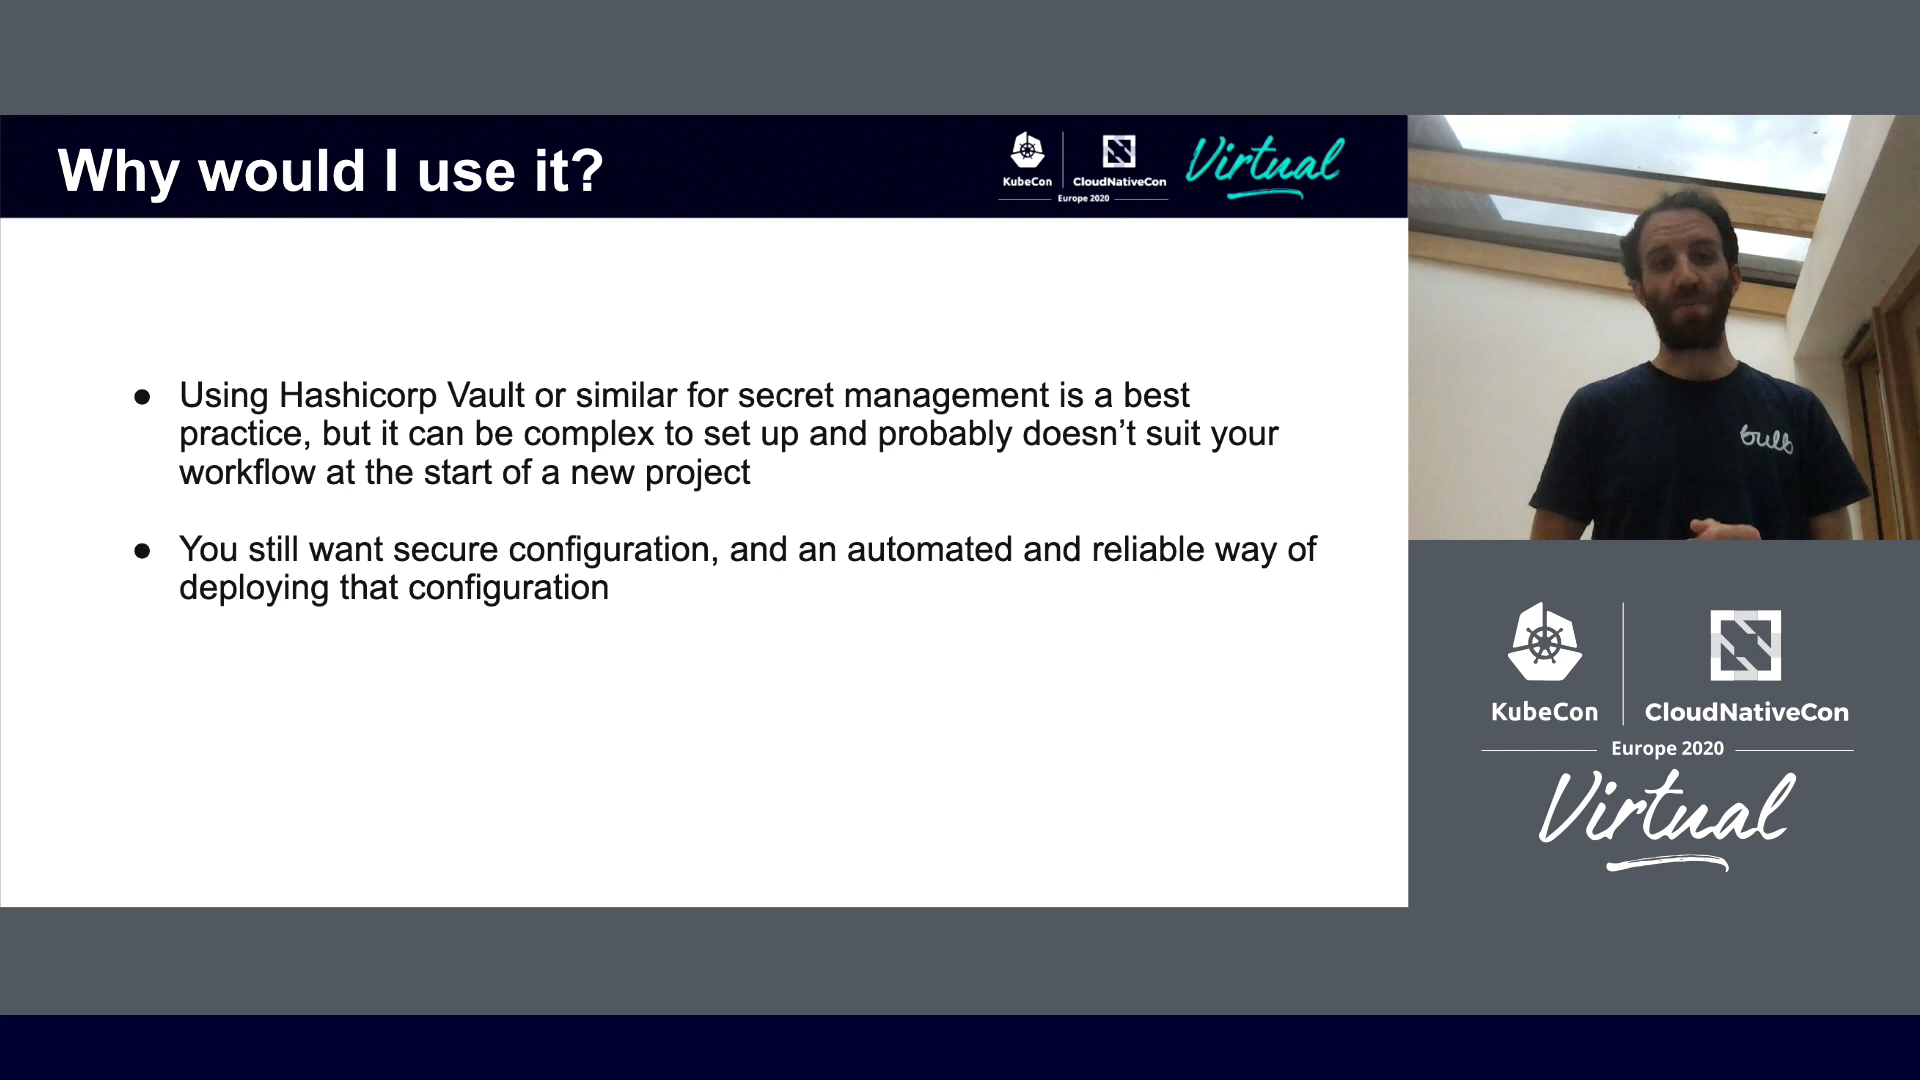 Why would I use it?
KubeCon
CloudNativeCon
Europe 2020
Virtual
● Using Hashicorp Vault or similar for secret management is a best
practice, but it can be complex to set up and probably doesn’t suit your
workflow at the start of a new project
● You still want secure configuration, and an automated and reliable way of
deploying that configuration
bulb
KubeCon
CloudNativeCon
Europe 2020
Virtual